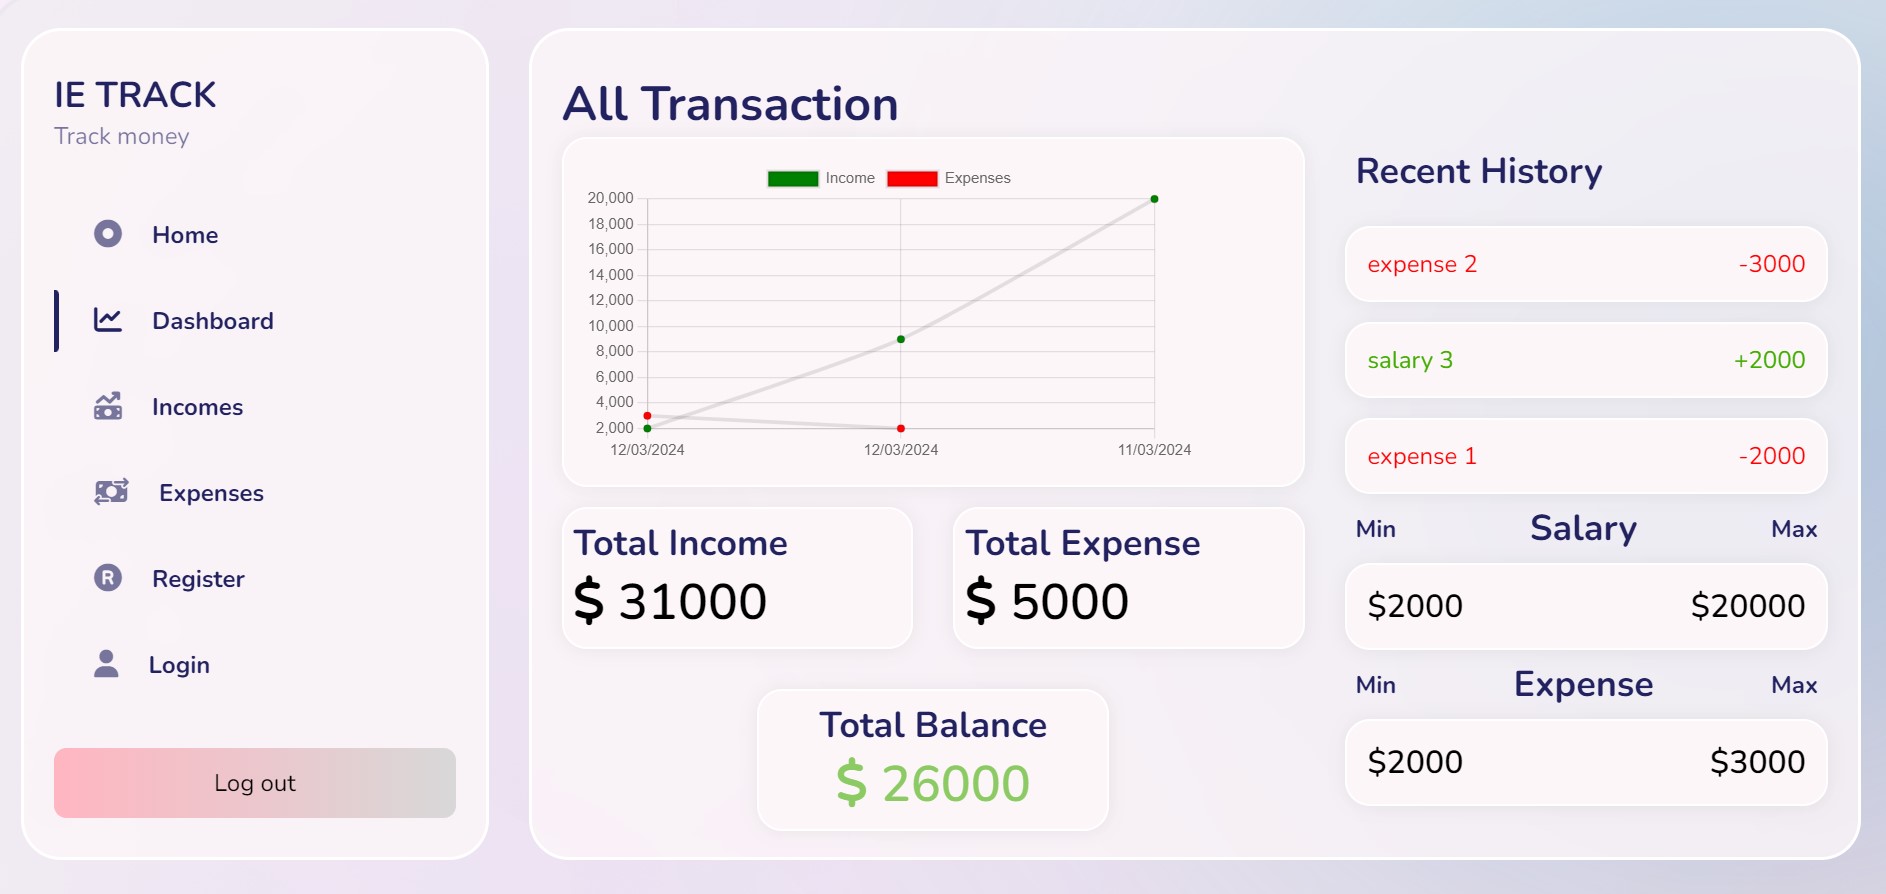 IE TRACK
Track money
Home
Dashboard
Incomes
Expenses
R
Register
Login
Log out
All Transaction
Income Expenses
20,000
18,000
16,000
14,000
12,000
10,000
8,000
6,000
4,000
2,000
12/03/2024 12/03/2024 11/03/2024
Total Income
$ 31000
Total Expense
$ 5000
Total Balance
$ 26000
Recent History
expense 2 -3000
salary 3 +2000
expense 1 -2000
Min Salary Max
$2000 $20000
Min Expense Max
$2000 $3000